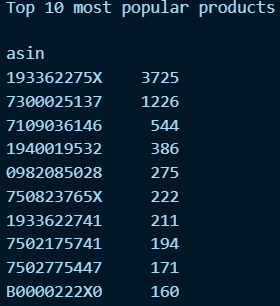 Top 10 most popular products
asin
193362275X 3725
7300025137 1226
7109036146 544
1940019532 386
0982085028 275
750823765X 222
1933622741 211
7502175741 194
7502775447 171
B0000222X0 160